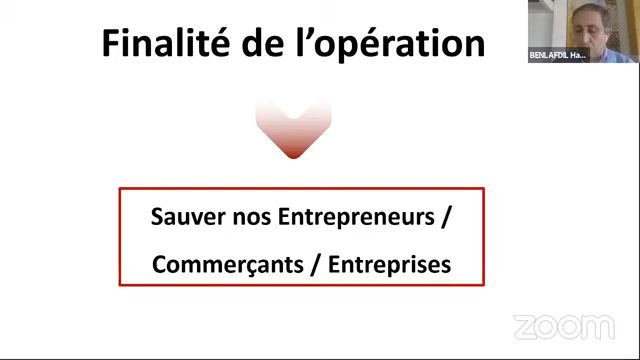 Finalité de l'opération
BENLAFDIL Ha...
Sauver nos Entrepreneurs /
Commerçants / Entreprises
zoom